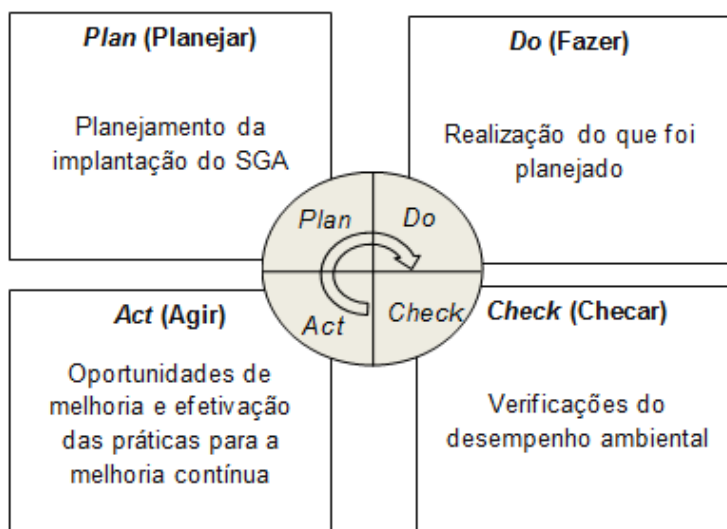 Plan (Planejar)
Planejamento da
implantação do SGA
Do (Fazer)
Realização do que foi
planejado
Plan
Do
Act
Check
Act (Agir)
Oportunidades de
melhoria e efetivação
das práticas para a
melhoria contínua
Check (Checar)
Verificações do
desempenho ambiental